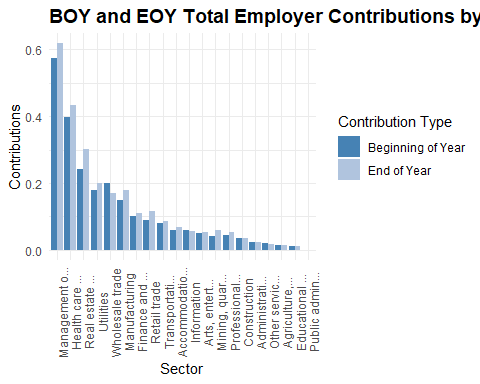 BOY and EOY Total Employer Contributions by
Contributions
0.6
0.4
0.2
0.0
Management o...
Health care ...
Real estate ...
Utilities
Wholesale trade
Manufacturing
Finance and ...
Retail trade
Transportati...
Accommodatio...
Information
Arts, entert...
Mining, quar...
Professional...
Construction
Administrati...
Other servic...
Agriculture,...
Educational ...
Public admin...
Sector
Contribution Type
Beginning of Year
End of Year